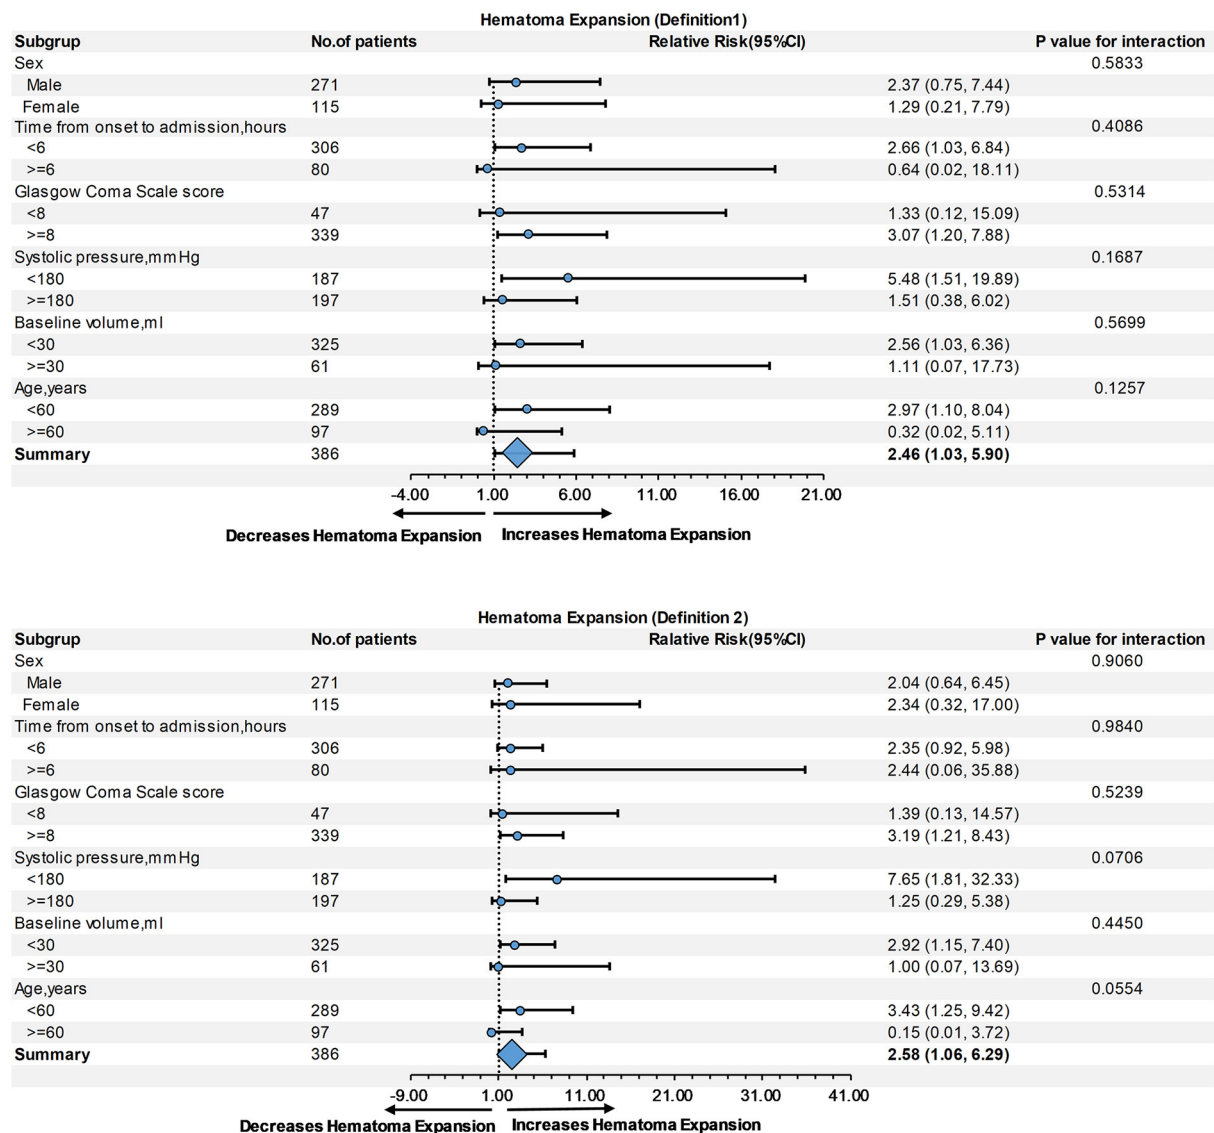 Hematoma Expansion (Definition1)
Subgrup No.of patients Relative Risk(95%CI) P value for interaction
Sex 0.5833
Male 271 2.37 (0.75, 7.44)
Female 115 1.29 (0.21, 7.79)
Time from onset to admission,hours 0.4086
<6 306 2.66 (1.03, 6.84)
>=6 80 0.64 (0.02, 18.11)
Glasgow Coma Scale score 0.5314
<8 47 1.33 (0.12, 15.09)
>=8 339 3.07 (1.20, 7.88)
Systolic pressure,mmHg 0.1687
<180 187 5.48 (1.51, 19.89)
>=180 197 1.51 (0.38, 6.02)
Baseline volume,ml 0.5699
<30 325 2.56 (1.03, 6.36)
>=30 61 1.11 (0.07, 17.73)
Age,years 0.1257
<60 289 2.97 (1.10, 8.04)
>=60 97 0.32 (0.02, 5.11)
Summary 386 2.46 (1.03, 5.90)
-4.00 1.00 6.00 11.00 16.00 21.00
Decreases Hematoma Expansion Increases Hematoma Expansion
Hematoma Expansion (Definition 2)
Subgrup No.of patients Ralative Risk(95%CI) P value for interaction
Sex 0.9060
Male 271 2.04 (0.64, 6.45)
Female 115 2.34 (0.32, 17.00)
Time from onset to admission,hours 0.9840
<6 306 2.35 (0.92, 5.98)
>=6 80 2.44 (0.06, 35.88)
Glasgow Coma Scale score 0.5239
<8 47 1.39 (0.13, 14.57)
>=8 339 3.19 (1.21, 8.43)
Systolic pressure,mmHg 0.0706
<180 187 7.65 (1.81, 32.33)
>=180 197 1.25 (0.29, 5.38)
Baseline volume,ml 0.4450
<30 325 2.92 (1.15, 7.40)
>=30 61 1.00 (0.07, 13.69)
Age,years 0.0554
<60 289 3.43 (1.25, 9.42)
>=60 97 0.15 (0.01, 3.72)
Summary 386 2.58 (1.06, 6.29)
-9.00 1.00 11.00 21.00 31.00 41.00
Decreases Hematoma Expansion Increases Hematoma Expansion